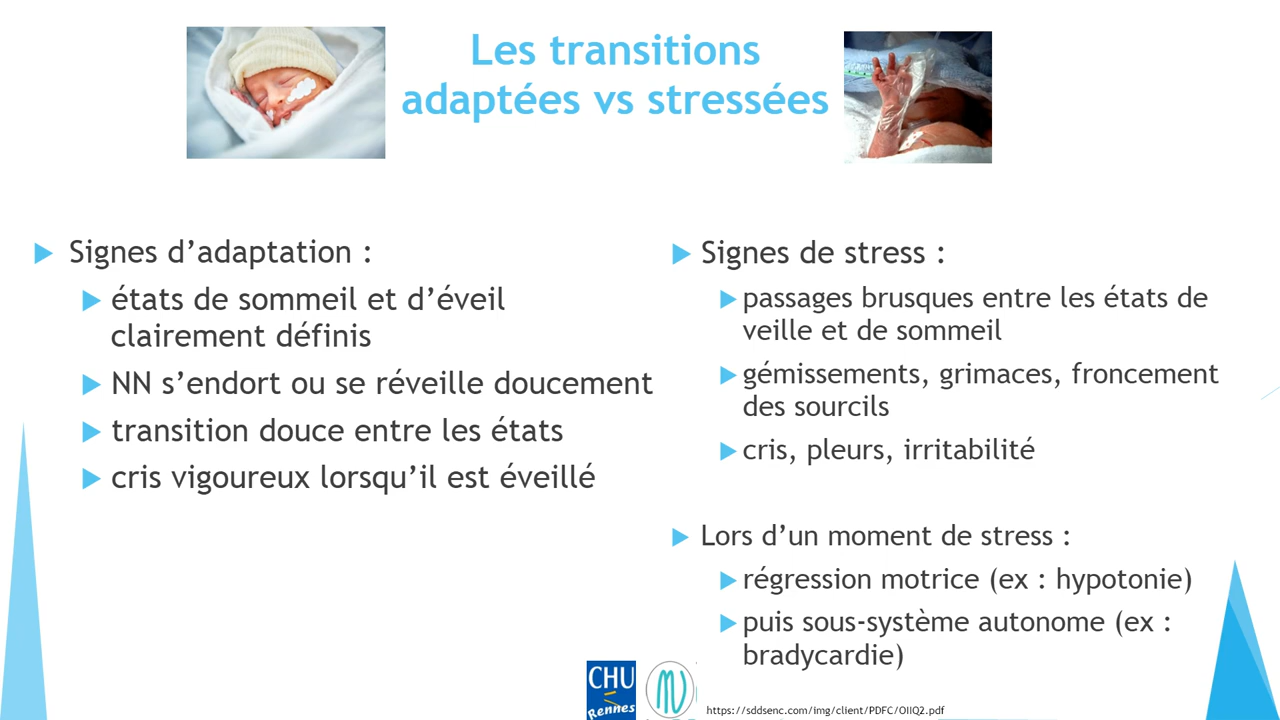 Les transitions
adaptées vs stressées
Signes d’adaptation :
états de sommeil et d’éveil
clairement définis
NN s’endort ou se réveille doucement
transition douce entre les états
cris vigoureux lorsqu’il est éveillé
Signes de stress :
passages brusques entre les états de
veille et de sommeil
gémissements, grimaces, froncement
des sourcils
cris, pleurs, irritabilité
Lors d’un moment de stress :
régression motrice (ex : hypotonie)
puis sous-système autonome (ex :
bradycardie)
CHU
Rennes
https://sddsenc.com/img/client/PDFC/OIIQ2.pdf